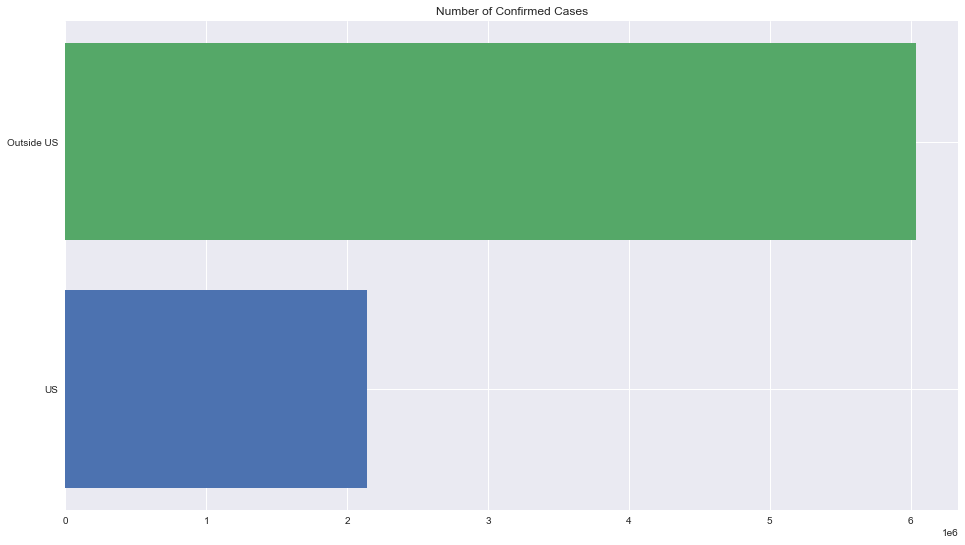 Number of Confirmed Cases
Outside US
US
0 1 2 3 4 5 6
1e6